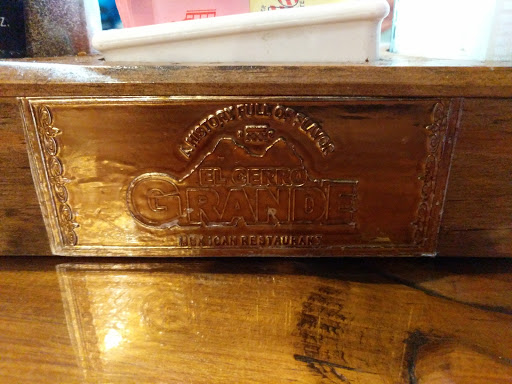 A HISTORY FULL OF FLAVOR
EL CERRO
GRANDE
MEXICAN RESTAURANT